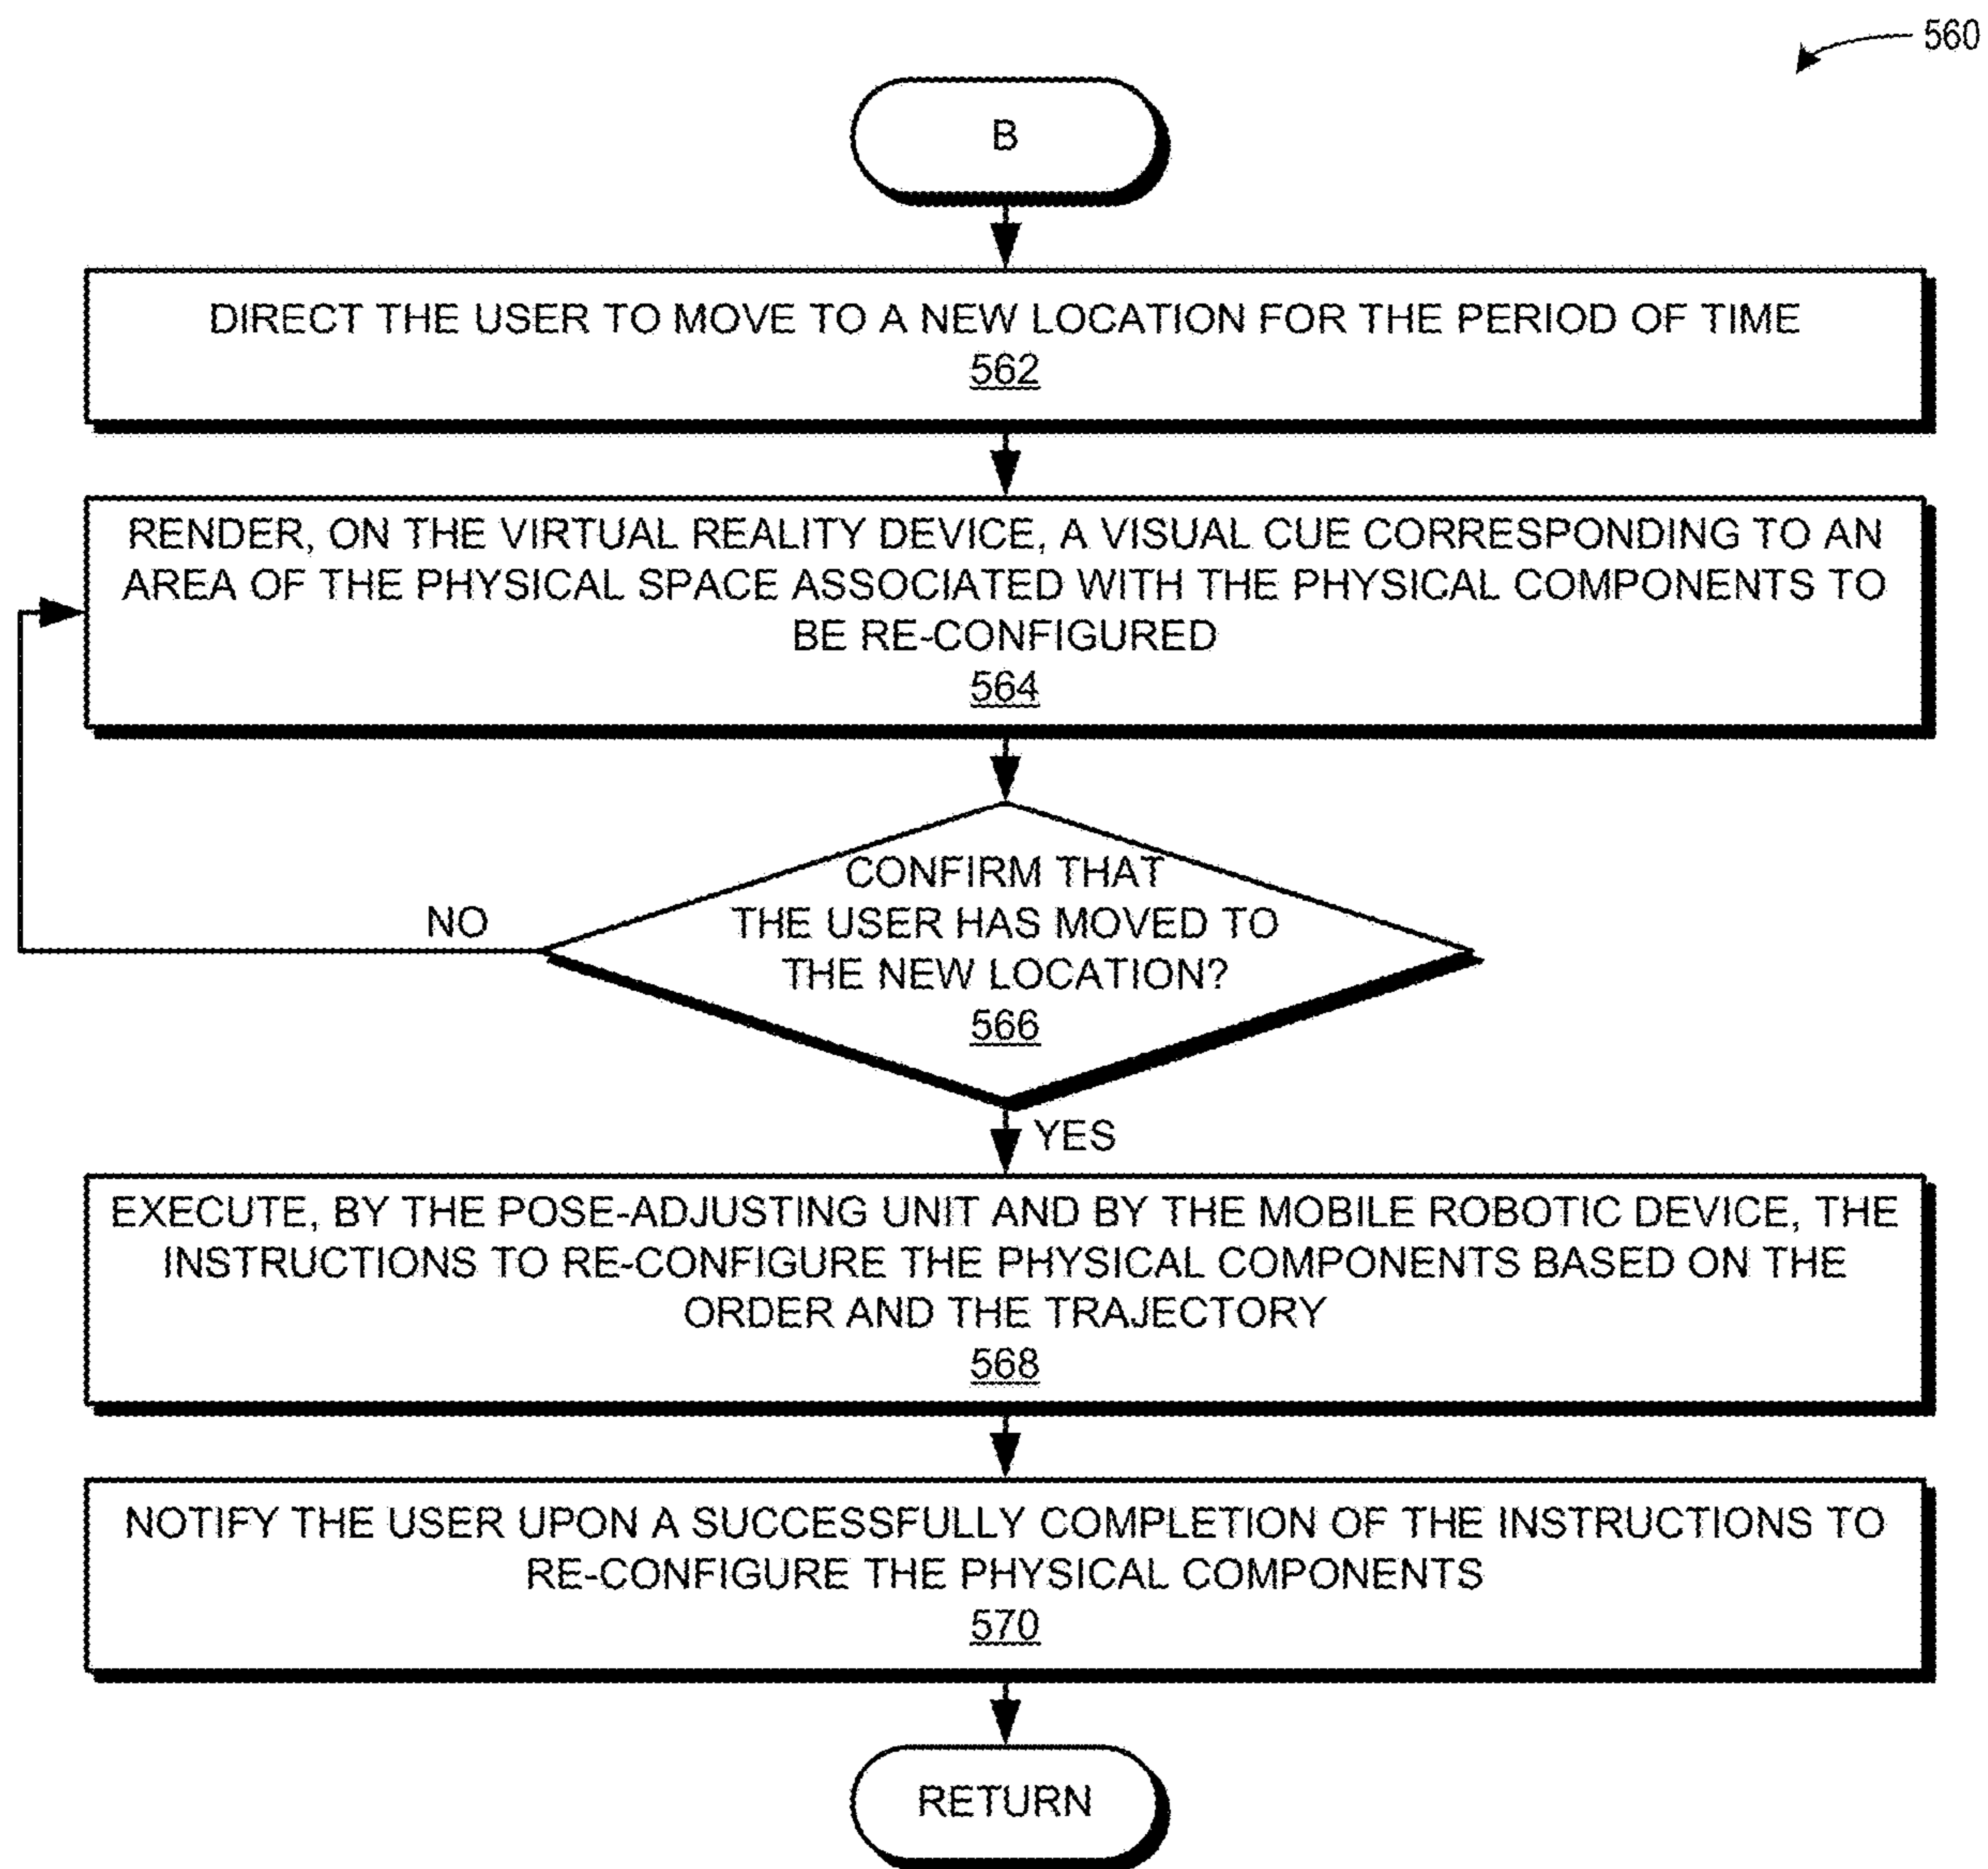 560
B
DIRECT THE USER TO MOVE TO A NEW LOCATION FOR THE PERIOD OF TIME
562
RENDER, ON THE VIRTUAL REALITY DEVICE, A VISUAL CUE CORRESPONDING TO AN
AREA OF THE PHYSICAL SPACE ASSOCIATED WITH THE PHYSICAL COMPONENTS TO
BE RE-CONFIGURED
564
CONFIRM THAT
THE USER HAS MOVED TO
THE NEW LOCATION?
566
NO
YES
EXECUTE, BY THE POSE-ADJUSTING UNIT AND BY THE MOBILE ROBOTIC DEVICE, THE
INSTRUCTIONS TO RE-CONFIGURE THE PHYSICAL COMPONENTS BASED ON THE
ORDER AND THE TRAJECTORY
568
NOTIFY THE USER UPON A SUCCESSFULLY COMPLETION OF THE INSTRUCTIONS TO
RE-CONFIGURE THE PHYSICAL COMPONENTS
570
RETURN